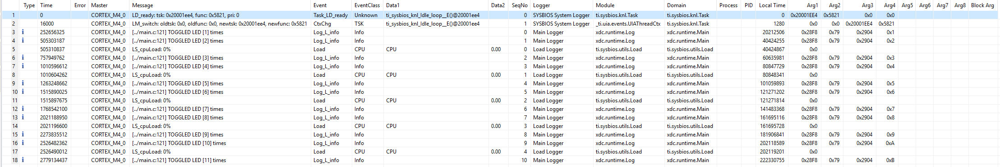 Type Time Error Master Message Event EventClass Data1 Data2 SeqNo Logger Module Domain Process PID Local Time Arg1 Arg2 Arg3 Arg4 Arg5 Arg6 Arg7 Arg8 Block Arg
1 0 CORTEX_M4_0 LD_ready: tsk: 0x20001ee4, func: 0x5821, pri: 0 Task_LD_ready Unknown ti_sysbios_knl_Idle_loop__E()@20001ee4 0 SYSBIOS System Logger ti.sysbios.knl.Task ti.sysbios.knl.Task 0 0x20001EE4 0x5821 0x0 0x0
2 16000 CORTEX_M4_0 LM_switch: oldtsk: 0x0, oldfunc: 0x0, newtsk: 0x20001ee4, newfunc: 0x5821 CtxChg TSK ti_sysbios_knl_Idle_loop__E()@20001ee4 1 SYSBIOS System Logger _ti.uia.events.UIAThreadCtx ti.sysbios.knl.Task 1280 0x0 0x0 0x20001EE4 0x5821
3 i 252656325 CORTEX_M4_0 [../main.c:121] TOGGLED LED [1] times Log_L_info Info 0 Main Logger xdc.runtime.Log xdc.runtime.Main 20212506 0x28F8 0x79 0x2904 0x1
4 i 505303187 CORTEX_M4_0 [../main.c:121] TOGGLED LED [2] times Log_L_info Info 1 Main Logger xdc.runtime.Log xdc.runtime.Main 40424255 0x28F8 0x79 0x2904 0x2
5 505310837 CORTEX_M4_0 LS_cpuLoad: 0% Load CPU CPU 0.00 0 Load Logger ti.sysbios.utils.Load ti.sysbios.utils.Load 40424867 0x0
6 i 757949762 CORTEX_M4_0 [../main.c:121] TOGGLED LED [3] times Log_L_info Info 2 Main Logger xdc.runtime.Log xdc.runtime.Main 60635981 0x28F8 0x79 0x2904 0x3
7 i 1010596612 CORTEX_M4_0 [../main.c:121] TOGGLED LED [4] times Log_L_info Info 3 Main Logger xdc.runtime.Log xdc.runtime.Main 80847729 0x28F8 0x79 0x2904 0x4
8 1010604262 CORTEX_M4_0 LS_cpuLoad: 0% Load CPU CPU 0.00 1 Load Logger ti.sysbios.utils.Load ti.sysbios.utils.Load 80848341 0x0
9 i 1263248662 CORTEX_M4_0 [../main.c:121] TOGGLED LED [5] times Log_L_info Info 4 Main Logger xdc.runtime.Log xdc.runtime.Main 101059893 0x28F8 0x79 0x2904 0x5
10 i 1515890025 CORTEX_M4_0 [../main.c:121] TOGGLED LED [6] times Log_L_info Info 5 Main Logger xdc.runtime.Log xdc.runtime.Main 121271202 0x28F8 0x79 0x2904 0x6
11 1515897675 CORTEX_M4_0 LS_cpuLoad: 0% Load CPU CPU 0.00 2 Load Logger ti.sysbios.utils.Load ti.sysbios.utils.Load 121271814 0x0
12 i 1768542100 CORTEX_M4_0 [../main.c:121] TOGGLED LED [7] times Log_L_info Info 6 Main Logger xdc.runtime.Log xdc.runtime.Main 141483368 0x28F8 0x79 0x2904 0x7
13 i 2021188950 CORTEX_M4_0 [../main.c:121] TOGGLED LED [8] times Log_L_info Info 7 Main Logger xdc.runtime.Log xdc.runtime.Main 161695116 0x28F8 0x79 0x2904 0x8
14 2021196600 CORTEX_M4_0 LS_cpuLoad: 0% Load CPU CPU 0.00 3 Load Logger ti.sysbios.utils.Load ti.sysbios.utils.Load 161695728 0x0
15 i 2273835512 CORTEX_M4_0 [../main.c:121] TOGGLED LED [9] times Log_L_info Info 8 Main Logger xdc.runtime.Log xdc.runtime.Main 181906841 0x28F8 0x79 0x2904 0x9
16 i 2526482362 CORTEX_M4_0 [../main.c:121] TOGGLED LED [10] times Log_L_info Info 9 Main Logger xdc.runtime.Log xdc.runtime.Main 202118589 0x28F8 0x79 0x2904 0xA
17 2526490012 CORTEX_M4_0 LS_cpuLoad: 0% Load CPU CPU 0.00 4 Load Logger ti.sysbios.utils.Load ti.sysbios.utils.Load 202119201 0x0
18 i 2779134437 CORTEX_M4_0 [../main.c:121] TOGGLED LED [11] times Log_L_info Info 10 Main Logger xdc.runtime.Log xdc.runtime.Main 222330755 0x28F8 0x79 0x2904 0xB